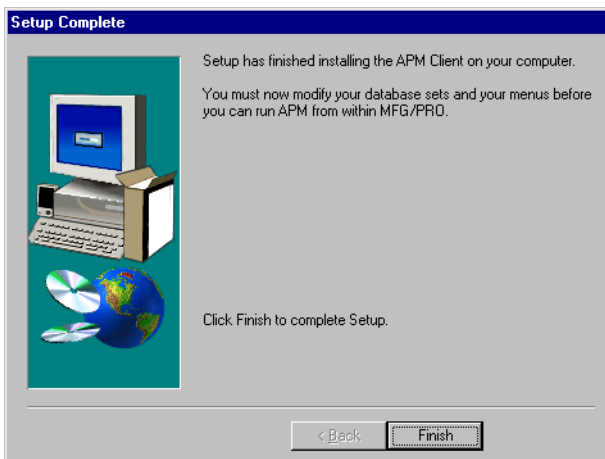 Setup Complete
Setup has finished installing the APM Client on your computer.
You must now modify your database sets and your menus before
you can run APM from within MFG/PRO.
Click Finish to complete Setup.
< Back
Finish